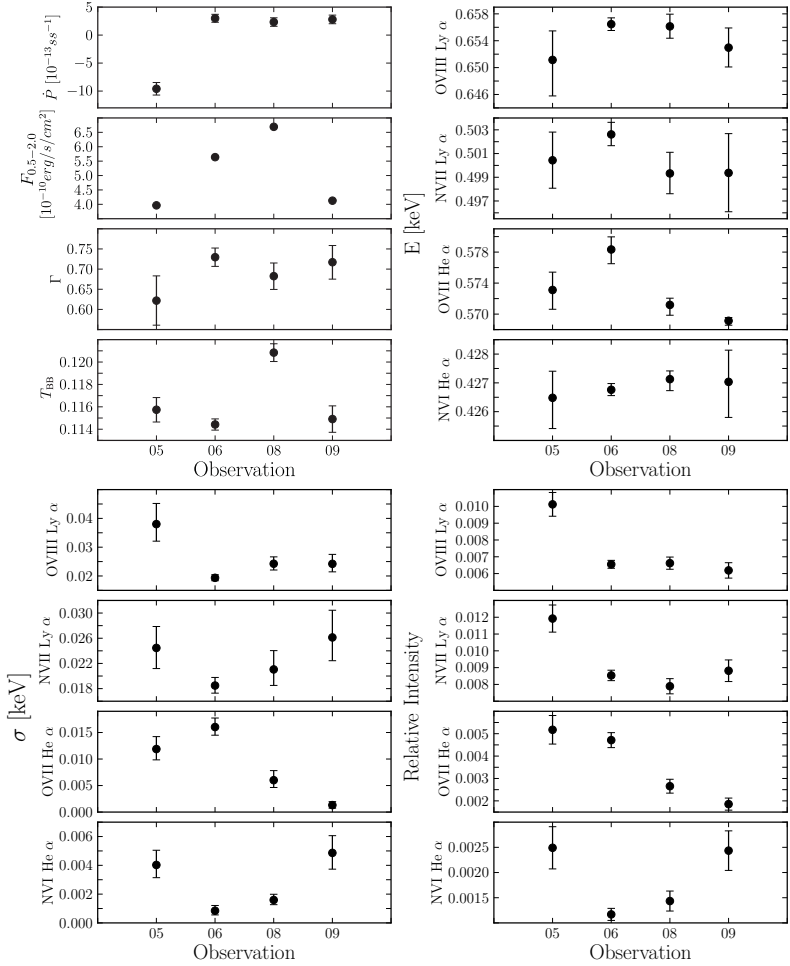 5
0
−5
−10
Ṗ [10⁻¹³ss⁻¹]
6.5
6.0
5.5
5.0
4.5
4.0
F₀.₅₋₂.₀
[10⁻¹⁰erg/s/cm²]
0.75
0.70
0.65
0.60
Γ
0.120
0.118
0.116
0.114
T_BB
05 06 08 09
Observation
0.658
0.654
0.650
0.646
OVIII Ly α
0.503
0.501
0.499
0.497
NVII Ly α
0.578
0.574
0.570
OVII He α
0.428
0.427
0.426
NVI He α
E [keV]
05 06 08 09
Observation
0.04
0.03
0.02
OVIII Ly α
0.030
0.026
0.022
0.018
NVII Ly α
0.015
0.010
0.005
0.000
OVII He α
0.006
0.004
0.002
0.000
NVI He α
σ [keV]
05 06 08 09
Observation
0.010
0.009
0.008
0.007
0.006
OVIII Ly α
0.012
0.011
0.010
0.009
0.008
NVII Ly α
0.005
0.004
0.003
0.002
OVII He α
0.0025
0.0015
NVI He α
Relative Intensity
05 06 08 09
Observation